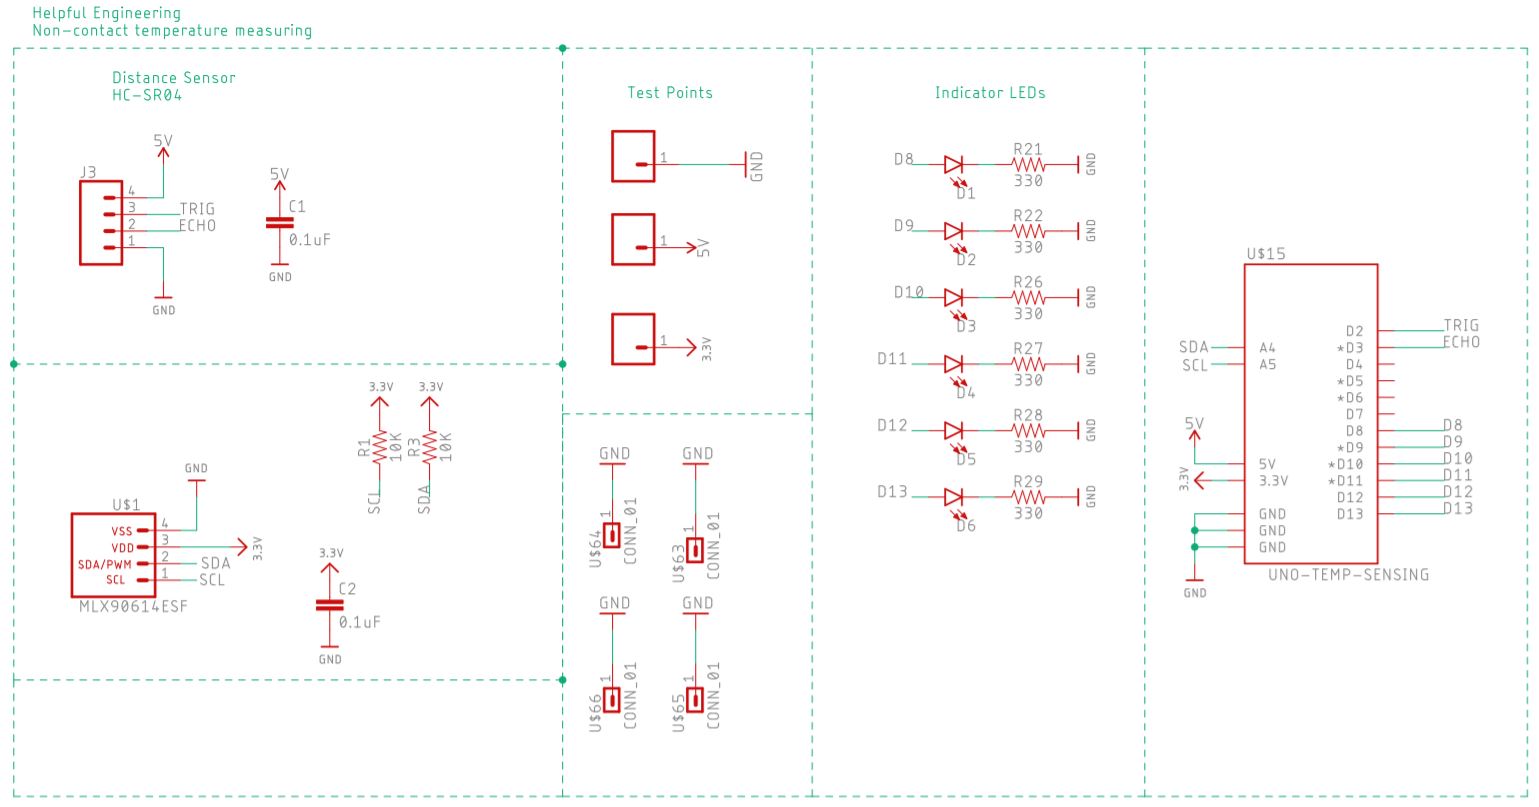 Helpful Engineering
Non-contact temperature measuring
Distance Sensor
HC-SR04
5V
J3
4
3
2
1
TRIG
ECHO
GND
5V
C1
0.1uF
GND
3.3V
3.3V
R1
10K
R3
10K
SCL
SDA
GND
U$1
VSS
VDD
SDA/PWM
SCL
4
3
2
1
3.3V
SDA
SCL
MLX90614ESF
3.3V
C2
0.1uF
GND
Test Points
1
GND
1
5V
1
3.3V
GND
GND
1
U$64
CONN_01
1
U$63
CONN_01
GND
GND
1
U$66
CONN_01
1
U$65
CONN_01
Indicator LEDs
D8
D1
R21
330
GND
D9
D2
R22
330
GND
D10
D3
R26
330
GND
D11
D4
R27
330
GND
D12
D5
R28
330
GND
D13
D6
R29
330
GND
U$15
SDA
SCL
A4
A5
5V
3.3V
5V
3.3V
GND
GND
GND
GND
D2
*D3
D4
*D5
*D6
D7
D8
*D9
*D10
*D11
D12
D13
TRIG
ECHO
D8
D9
D10
D11
D12
D13
UNO-TEMP-SENSING